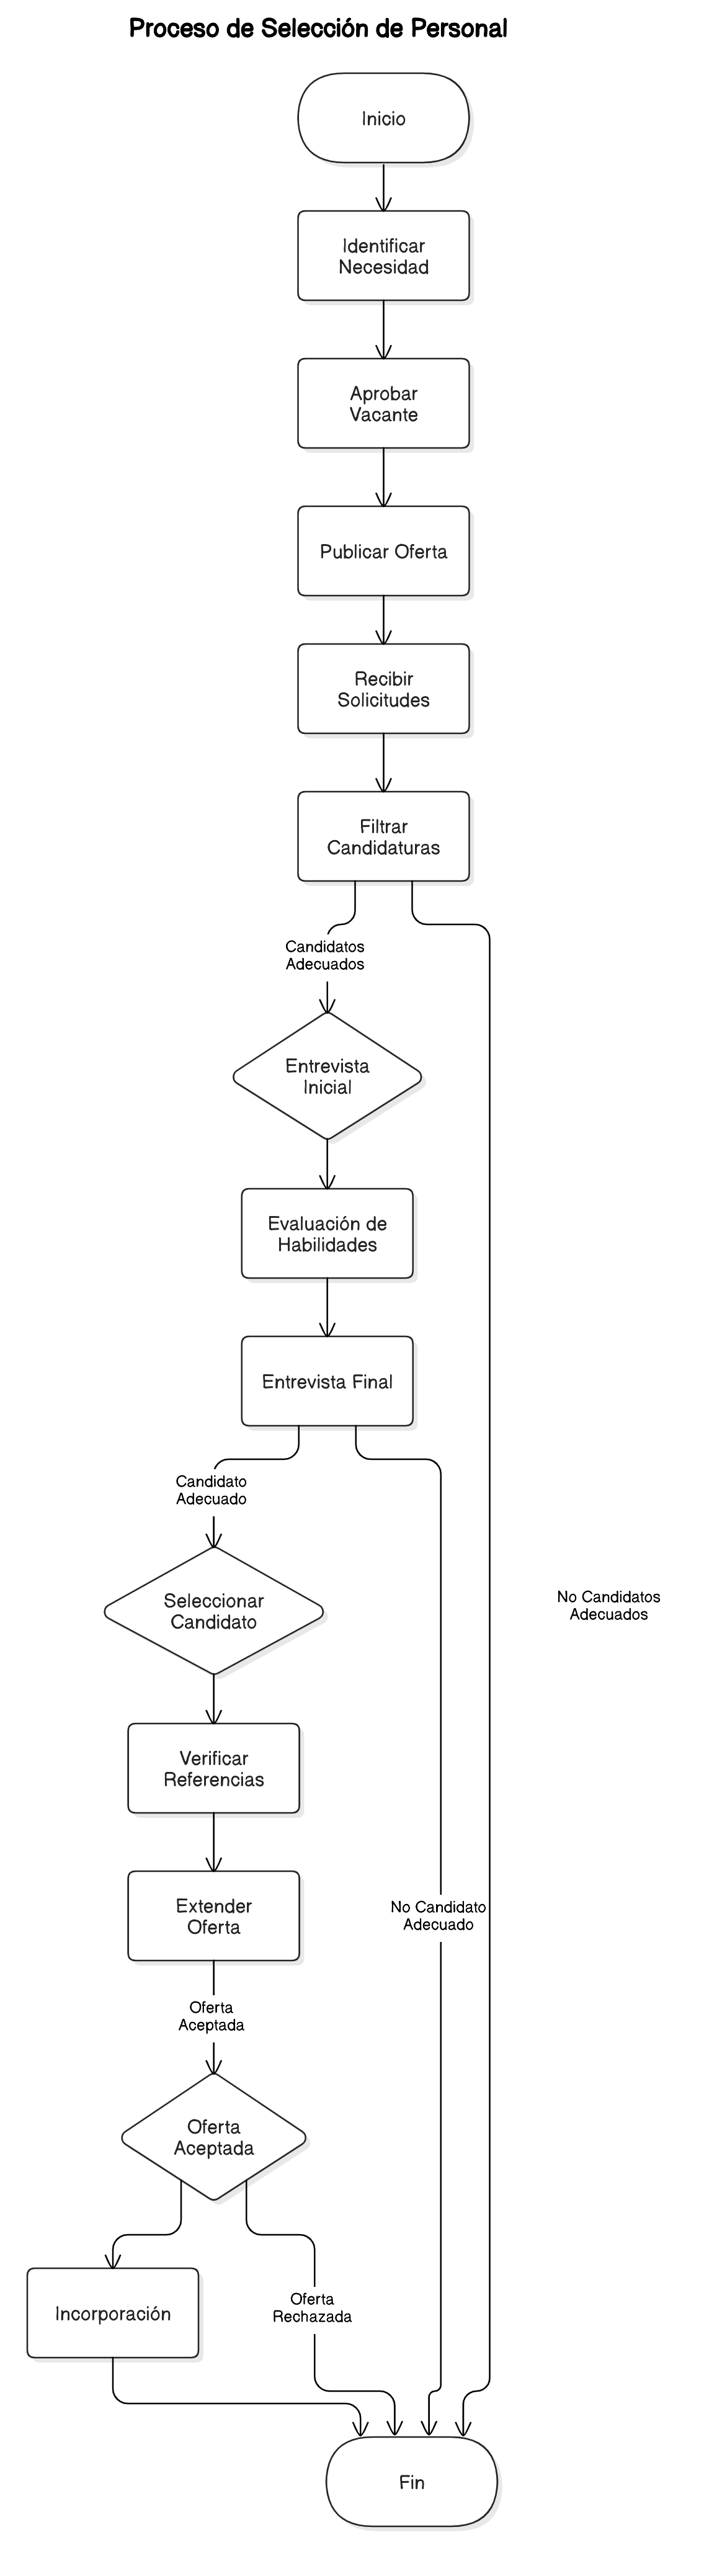 Proceso de Selección de Personal
Inicio
Identificar
Necesidad
Aprobar
Vacante
Publicar Oferta
Recibir
Solicitudes
Filtrar
Candidaturas
Candidatos
Adecuados
Entrevista
Inicial
Evaluación de
Habilidades
Entrevista Final
Candidato
Adecuado
Seleccionar
Candidato
No Candidatos
Adecuados
Verificar
Referencias
Extender
Oferta
No Candidato
Adecuado
Oferta
Aceptada
Oferta
Aceptada
Incorporación
Oferta
Rechazada
Fin